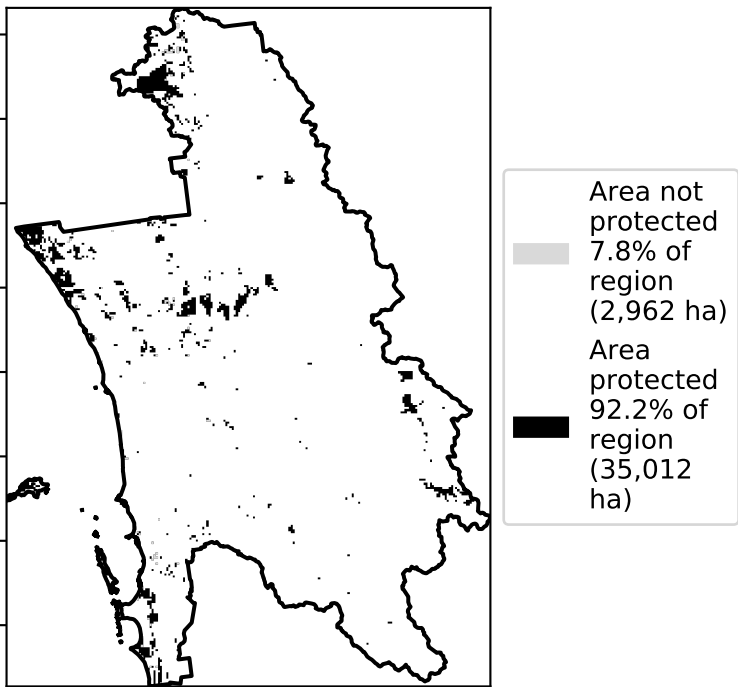 Area not
protected
7.8% of
region
(2,962 ha)
Area
protected
92.2% of
region
(35,012
ha)